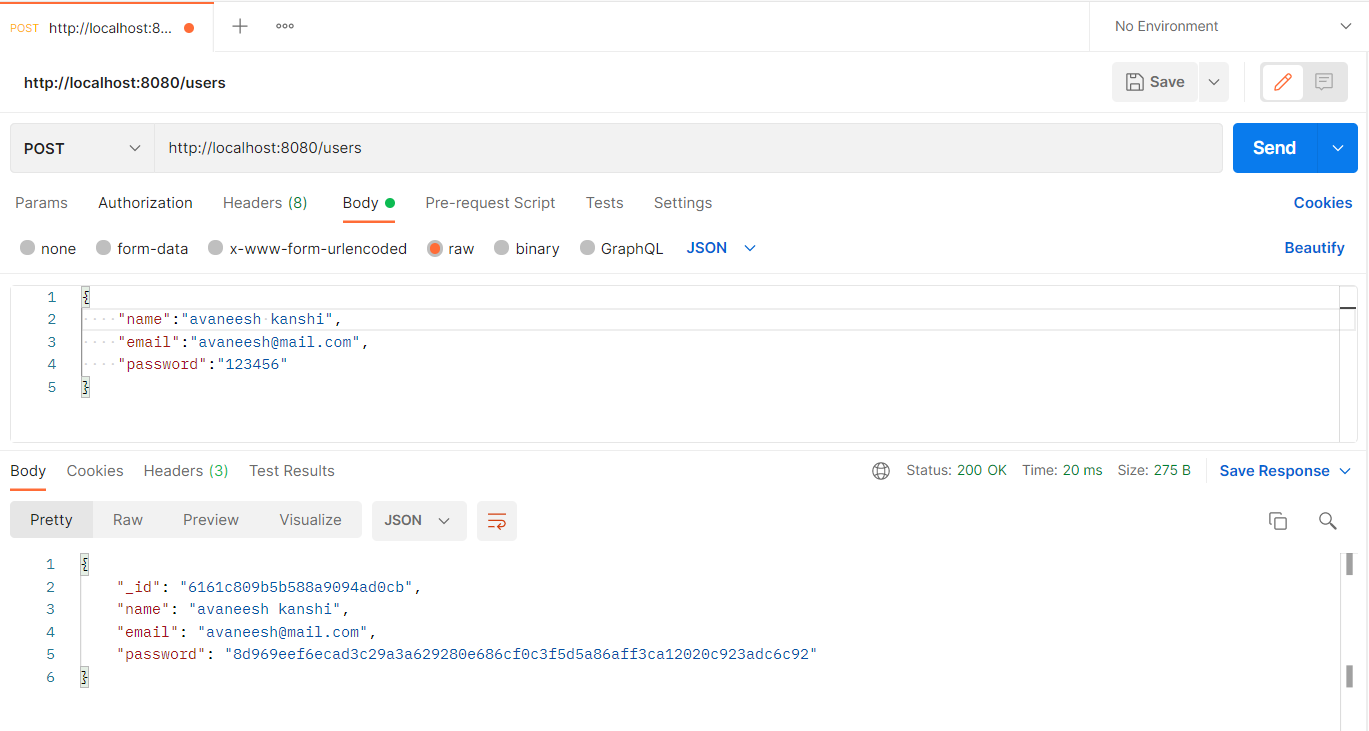 POST http://localhost:8... No Environment
http://localhost:8080/users Save
POST http://localhost:8080/users Send
Params Authorization Headers (8) Body Pre-request Script Tests Settings Cookies
none form-data x-www-form-urlencoded raw binary GraphQL JSON Beautify
1 {
2 "name":"avaneesh kanshi",
3 "email":"avaneesh@mail.com",
4 "password":"123456"
5 }
Body Cookies Headers (3) Test Results Status: 200 OK Time: 20 ms Size: 275 B Save Response
Pretty Raw Preview Visualize JSON
1 {
2 "_id": "6161c809b5b588a9094ad0cb",
3 "name": "avaneesh kanshi",
4 "email": "avaneesh@mail.com",
5 "password": "8d969eef6ecad3c29a3a629280e686cf0c3f5d5a86aff3ca12020c923adc6c92"
6 }